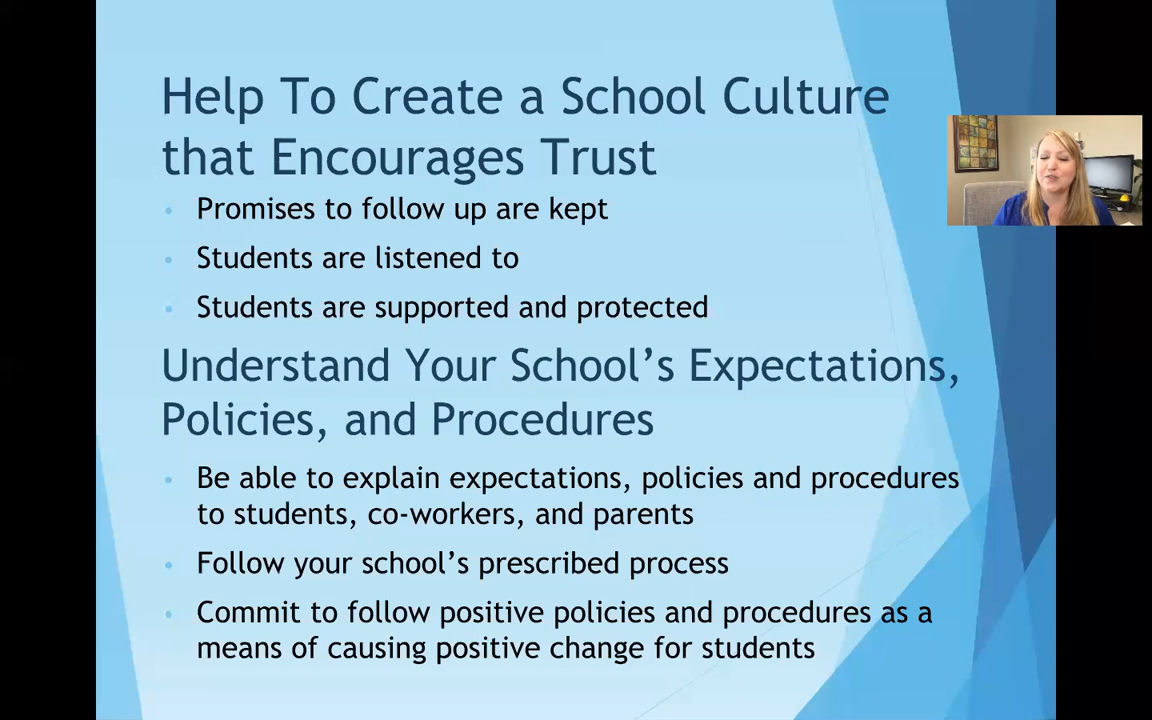 Help To Create a School Culture
that Encourages Trust
• Promises to follow up are kept
• Students are listened to
• Students are supported and protected
Understand Your School’s Expectations,
Policies, and Procedures
• Be able to explain expectations, policies and procedures
to students, co-workers, and parents
• Follow your school’s prescribed process
• Commit to follow positive policies and procedures as a
means of causing positive change for students